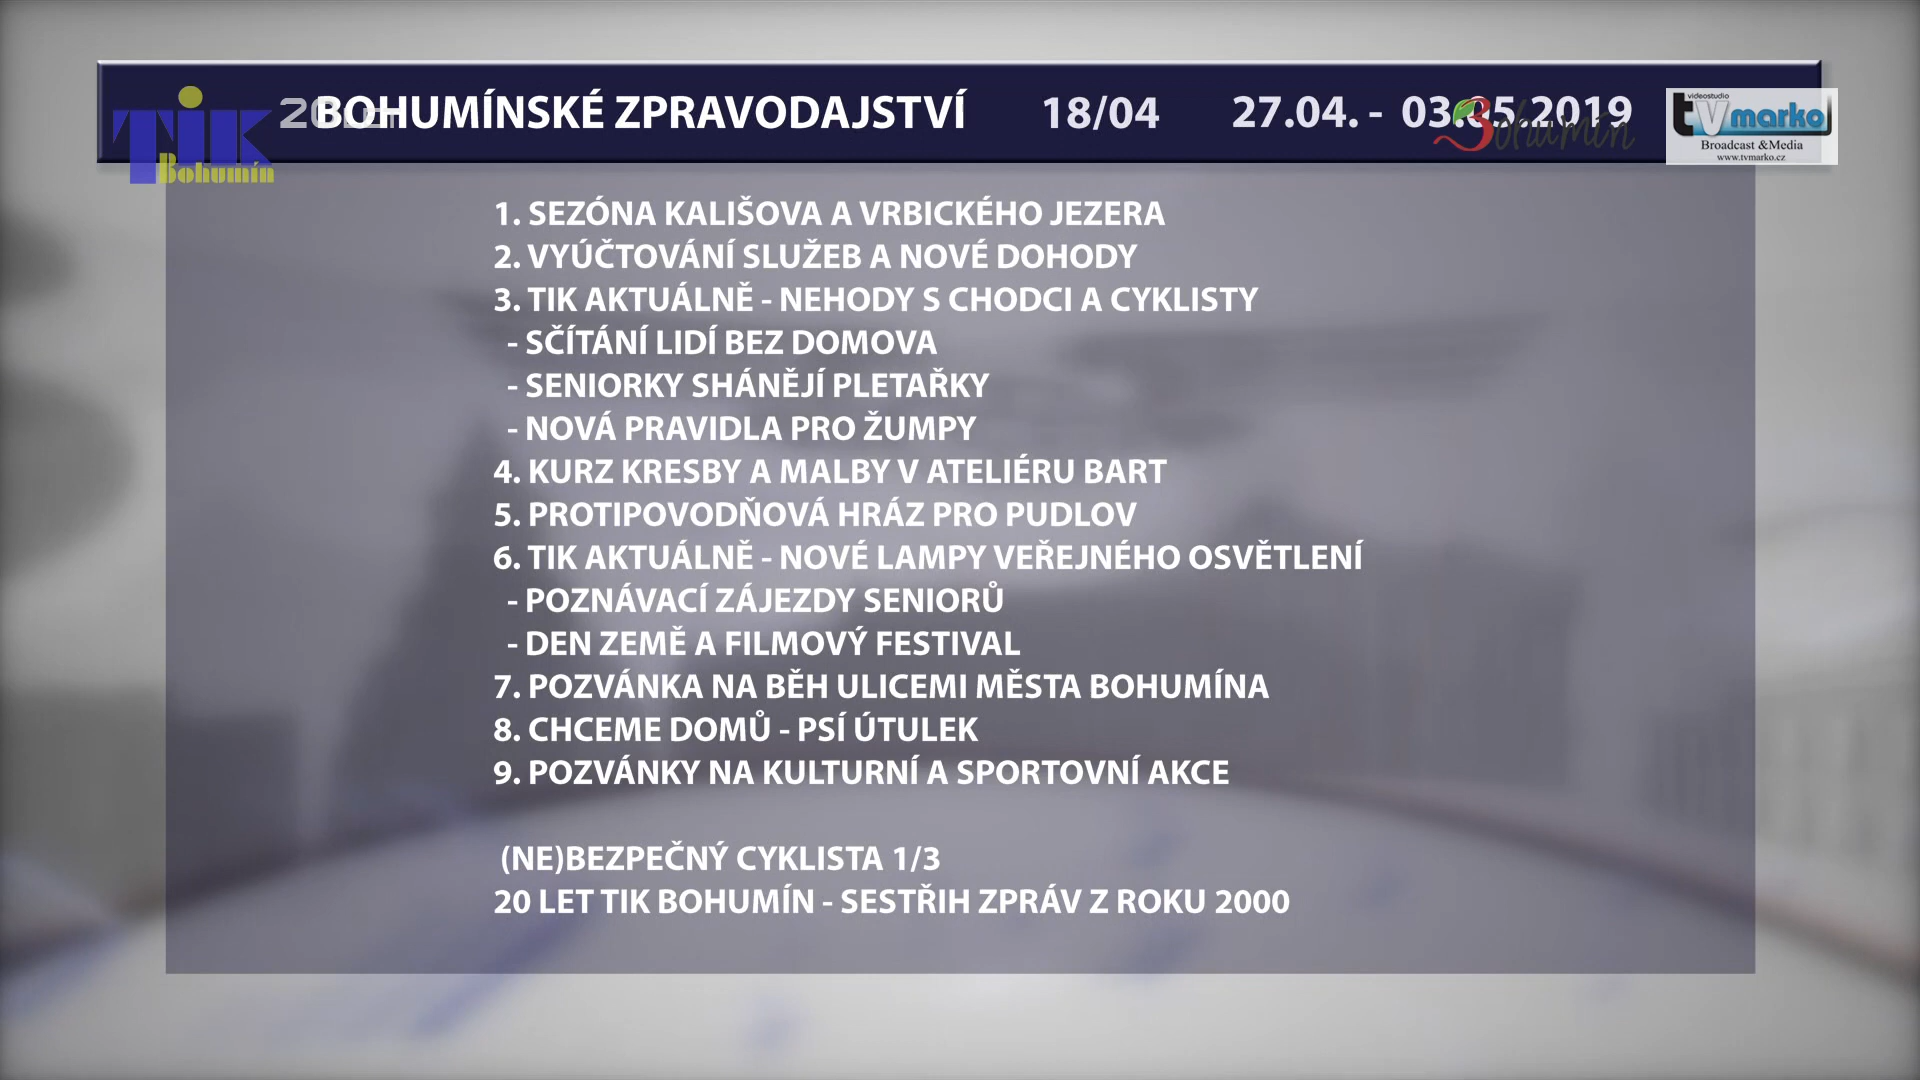 BOHUMÍNSKÉ ZPRAVODAJSTVÍ 18/04 27.04. - 03.05.2019
TIK
Bohumín
Bohumín
videostudio
tvmarko
Broadcast &Media
www.tvmarko.cz
1. SEZÓNA KALIŠOVA A VRBICKÉHO JEZERA
2. VYÚČTOVÁNÍ SLUŽEB A NOVÉ DOHODY
3. TIK AKTUÁLNĚ - NEHODY S CHODCI A CYKLISTY
- SČÍTÁNÍ LIDÍ BEZ DOMOVA
- SENIORKY SHÁNĚJÍ PLETAŘKY
- NOVÁ PRAVIDLA PRO ŽUMPY
4. KURZ KRESBY A MALBY V ATELIÉRU BART
5. PROTIPOVODŇOVÁ HRÁZ PRO PUDLOV
6. TIK AKTUÁLNĚ - NOVÉ LAMPY VEŘEJNÉHO OSVĚTLENÍ
- POZNÁVACÍ ZÁJEZDY SENIORŮ
- DEN ZEMĚ A FILMOVÝ FESTIVAL
7. POZVÁNKA NA BĚH ULICEMI MĚSTA BOHUMÍNA
8. CHCEME DOMŮ - PSÍ ÚTULEK
9. POZVÁNKY NA KULTURNÍ A SPORTOVNÍ AKCE
(NE)BEZPEČNÝ CYKLISTA 1/3
20 LET TIK BOHUMÍN - SESTŘIH ZPRÁV Z ROKU 2000